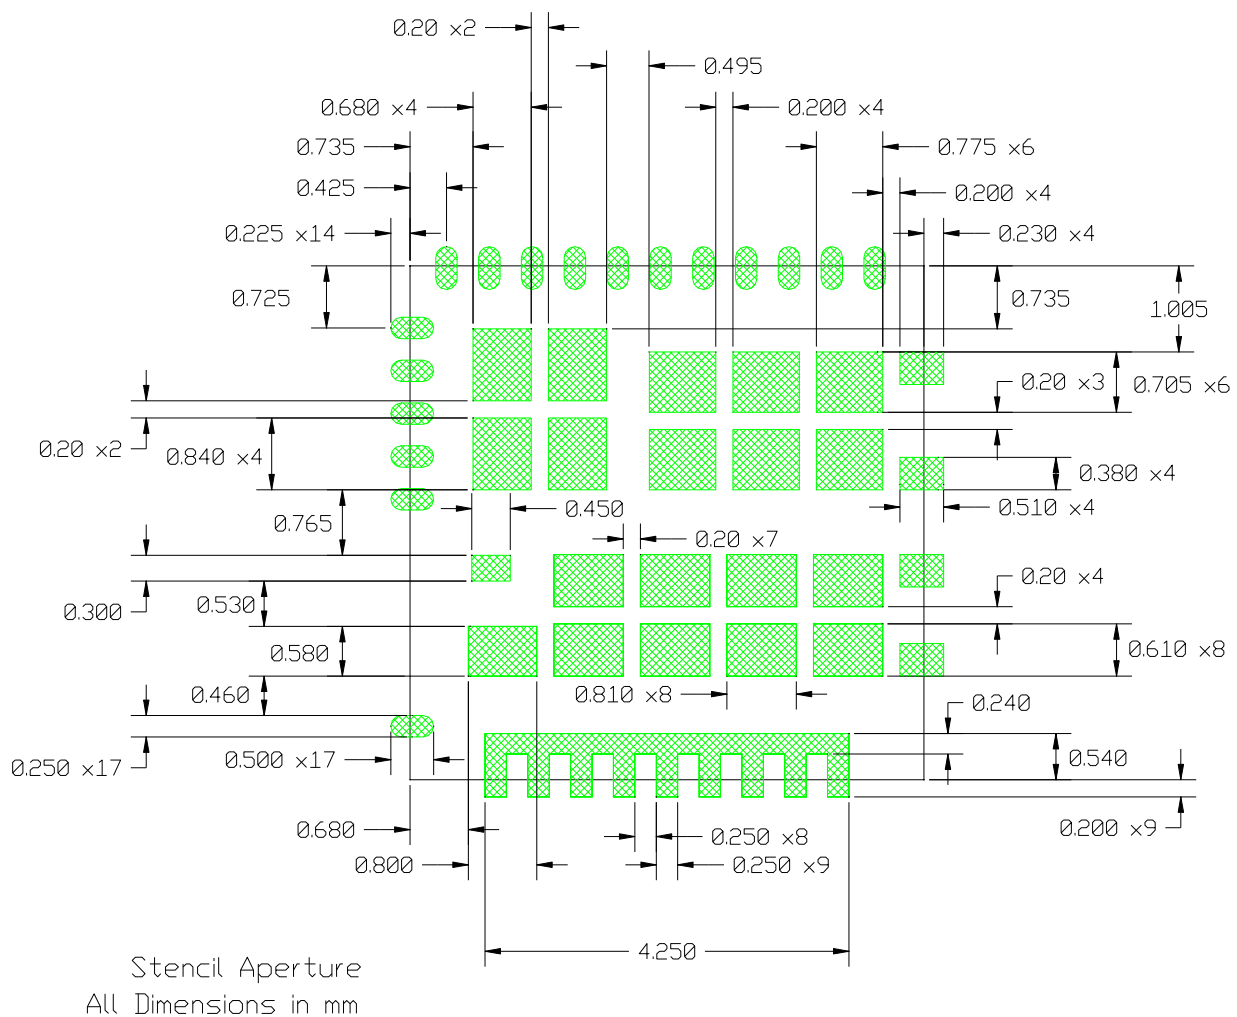 0.20 x2
0.495
0.680 x4
0.200 x4
0.735
0.775 x6
0.425
0.200 x4
0.225 x14
0.230 x4
0.725
0.735
1.005
0.20 x3
0.705 x6
0.20 x2
0.840 x4
0.380 x4
0.450
0.510 x4
0.765
0.20 x7
0.20 x4
0.300
0.530
0.580
0.610 x8
0.460
0.810 x8
0.240
0.250 x17
0.500 x17
0.540
0.680
0.250 x8
0.200 x9
0.800
0.250 x9
4.250
Stencil Aperture
All Dimensions in mm